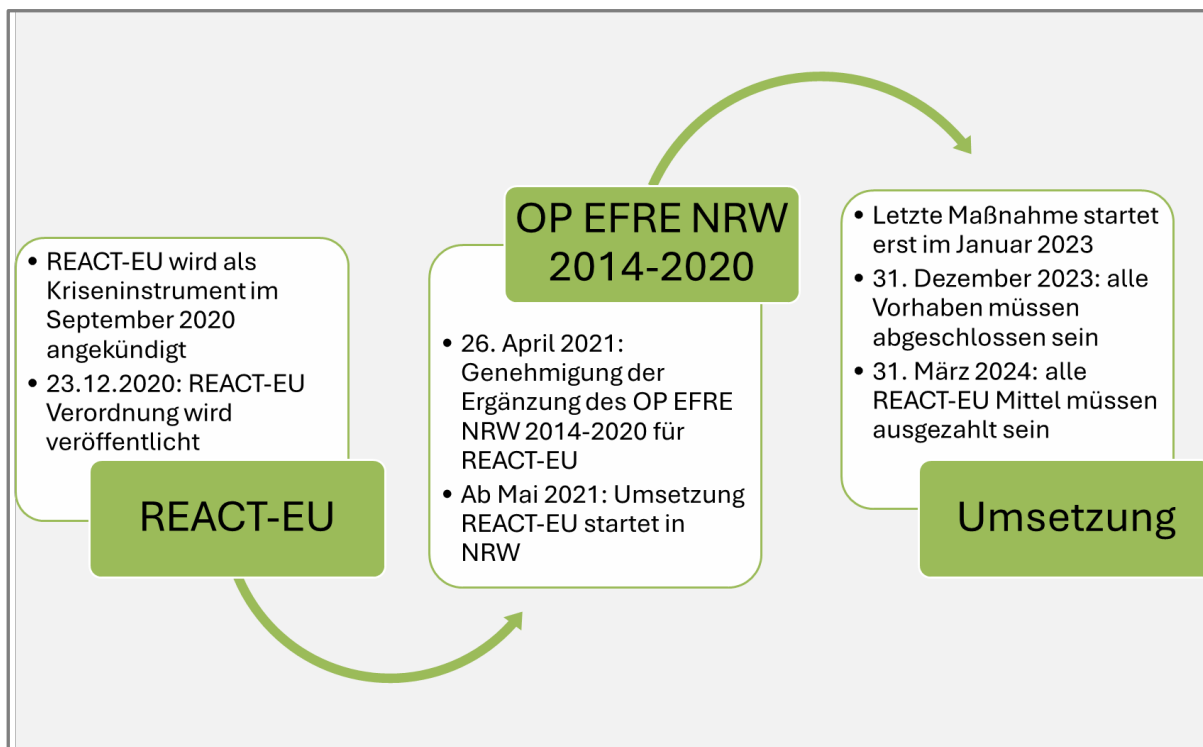 • REACT-EU wird als
Kriseninstrument im
September 2020
angekündigt
• 23.12.2020: REACT-EU
Verordnung wird
veröffentlicht
REACT-EU
OP EFRE NRW
2014-2020
• 26. April 2021:
Genehmigung der
Ergänzung des OP EFRE
NRW 2014-2020 für
REACT-EU
• Ab Mai 2021: Umsetzung
REACT-EU startet in
NRW
• Letzte Maßnahme startet
erst im Januar 2023
• 31. Dezember 2023: alle
Vorhaben müssen
abgeschlossen sein
• 31. März 2024: alle
REACT-EU Mittel müssen
ausgezahlt sein
Umsetzung